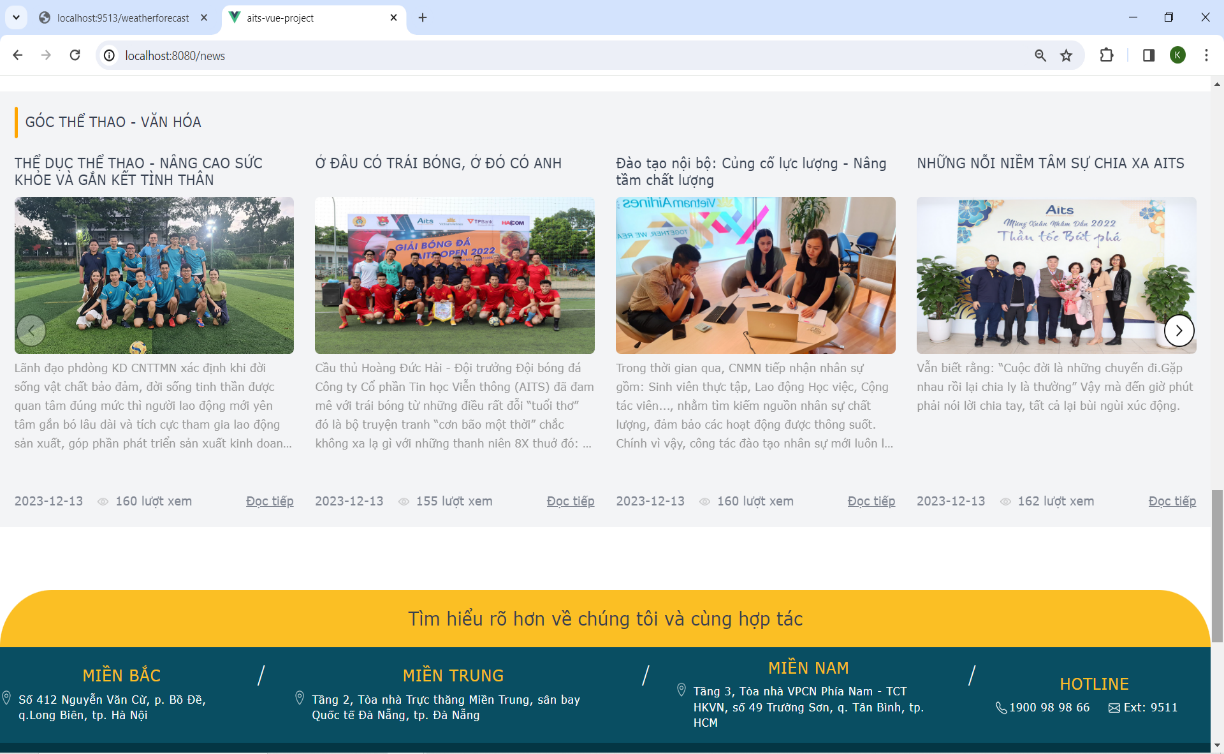 localhost:9513/weatherforecast
aits-vue-project
localhost:8080/news
K
GÓC THỂ THAO - VĂN HÓA
THỂ DỤC THỂ THAO - NÂNG CAO SỨC
KHỎE VÀ GẮN KẾT TÌNH THÂN
Ở ĐÂU CÓ TRÁI BÓNG, Ở ĐÓ CÓ ANH
Đào tạo nội bộ: Củng cố lực lượng - Nâng
tầm chất lượng
NHỮNG NỖI NIỀM TÂM SỰ CHIA XA AITS
Aits
HACOM
GIẢI BÓNG ĐÁ
AITS OPEN 2022
VietnamAirlines
Aits
Mừng Xuân Nhâm Dần 2022
Thần tốc Bứt phá
Lãnh đạo phdòng KD CNTTMN xác định khi đời
sống vật chất bảo đảm, đời sống tinh thần được
quan tâm đúng mức thì người lao động mới yên
tâm gắn bó lâu dài và tích cực tham gia lao động
sản xuất, góp phần phát triển sản xuất kinh doan...
Cầu thủ Hoàng Đức Hải - Đội trưởng Đội bóng đá
Công ty Cổ phần Tin học Viễn thông (AITS) đã đam
mê với trái bóng từ những điều rất đỗi “tuổi thơ”
đó là bộ truyện tranh “cơn bão một thời” chắc
không xa lạ gì với những thanh niên 8X thuở đó: ...
Trong thời gian qua, CNMN tiếp nhận nhân sự
gồm: Sinh viên thực tập, Lao động Học việc, Cộng
tác viên..., nhằm tìm kiếm nguồn nhân sự chất
lượng, đảm bảo các hoạt động được thông suốt.
Chính vì vậy, công tác đào tạo nhân sự mới luôn l...
Vẫn biết rằng: “Cuộc đời là những chuyến đi.Gặp
nhau rồi lại chia ly là thường” Vậy mà đến giờ phút
phải nói lời chia tay, tất cả lại bùi ngùi xúc động.
2023-12-13 160 lượt xem Đọc tiếp
2023-12-13 155 lượt xem Đọc tiếp
2023-12-13 160 lượt xem Đọc tiếp
2023-12-13 162 lượt xem Đọc tiếp
Tìm hiểu rõ hơn về chúng tôi và cùng hợp tác
MIỀN BẮC
Số 412 Nguyễn Văn Cừ, p. Bồ Đề,
q.Long Biên, tp. Hà Nội
/
MIỀN TRUNG
Tầng 2, Tòa nhà Trực thăng Miền Trung, sân bay
Quốc tế Đà Nẵng, tp. Đà Nẵng
/
MIỀN NAM
Tầng 3, Tòa nhà VPCN Phía Nam - TCT
HKVN, số 49 Trường Sơn, q. Tân Bình, tp.
HCM
/
HOTLINE
1900 98 98 66 Ext: 9511